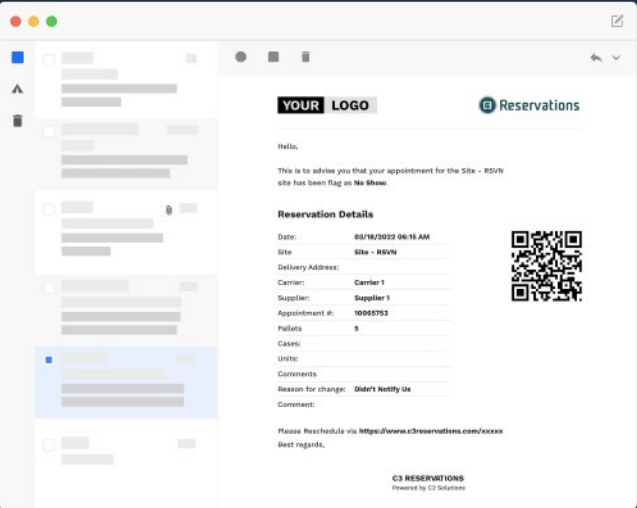 YOUR LOGO
Reservations
Hello,
This is to advise you that your appointment for the Site - RSVN
site has been flag as No Show.
Reservation Details
Date: 03/18/2022 06:15 AM
Site Site - RSVN
Delivery Address:
Carrier: Carrier 1
Supplier: Supplier 1
Appointment #: 10065753
Pallets 5
Cases:
Units:
Comments
Reason for change: Didn't Notify Us
Comment:
Please Reschedule via https://www.c3reservations.com/xxxxx
Best regards,
C3 RESERVATIONS
Powered by C3 Solutions